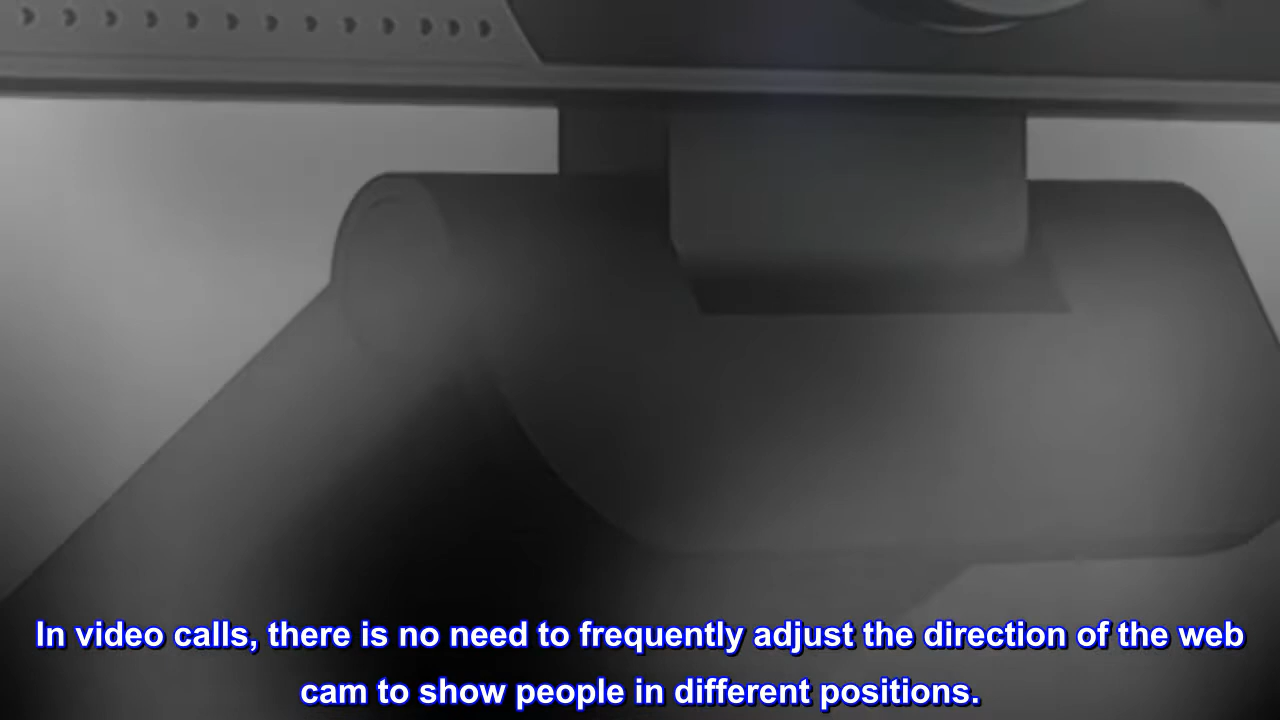 In video calls, there is no need to frequently adjust the direction of the web
cam to show people in different positions.